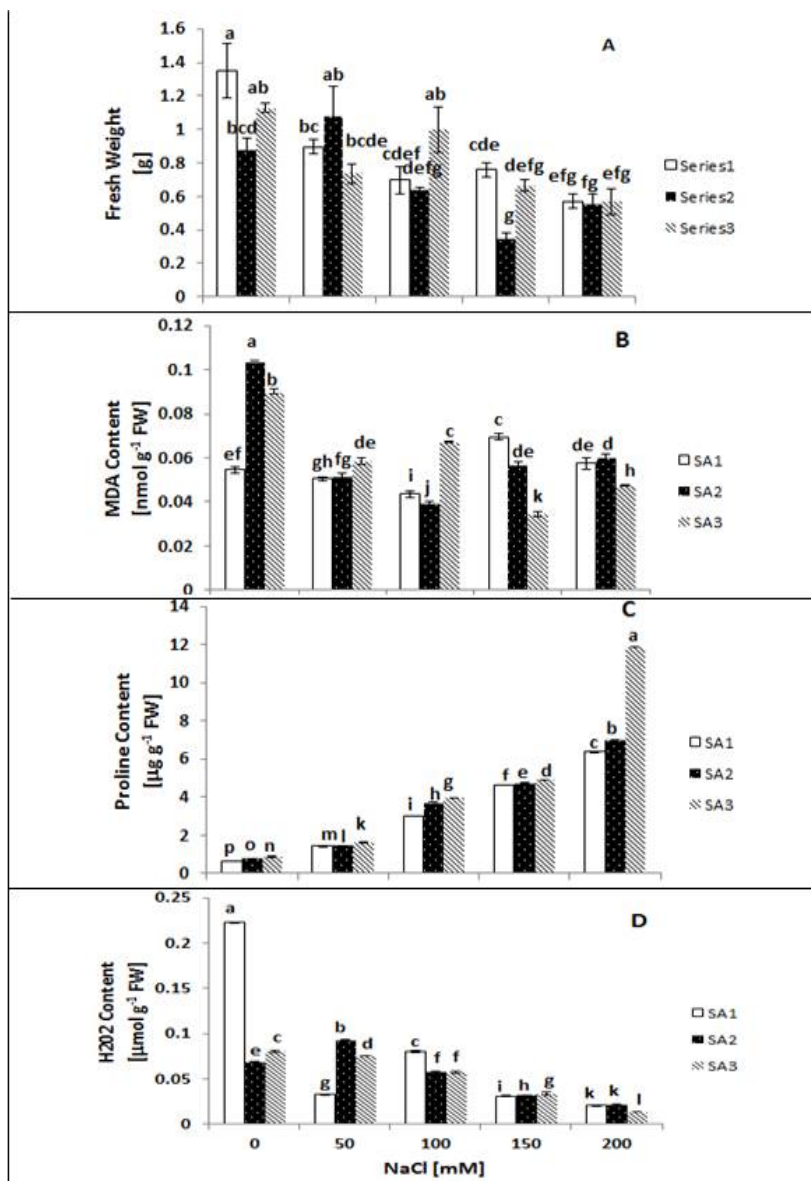 A
Fresh Weight
[g]
1.6
1.4
1.2
1
0.8
0.6
0.4
0.2
0
a
bcd
ab
bc
ab
bcde
cdef
defg
ab
cde
g
defg
efg
fg
efg
Series1
Series2
Series3
B
MDA Content
[nmol g-1 FW]
0.12
0.1
0.08
0.06
0.04
0.02
0
ef
a
b
gh
fg
de
i
j
c
c
de
k
de
d
h
SA1
SA2
SA3
C
Proline Content
[µg g-1 FW]
14
12
10
8
6
4
2
0
p
o
n
m
l
k
i
h
g
f
e
d
c
b
a
SA1
SA2
SA3
D
H202 Content
[µmol g-1 FW]
0.25
0.2
0.15
0.1
0.05
0
a
e
c
g
b
d
c
f
f
i
h
g
k
k
l
SA1
SA2
SA3
0
50
100
150
200
NaCl [mM]